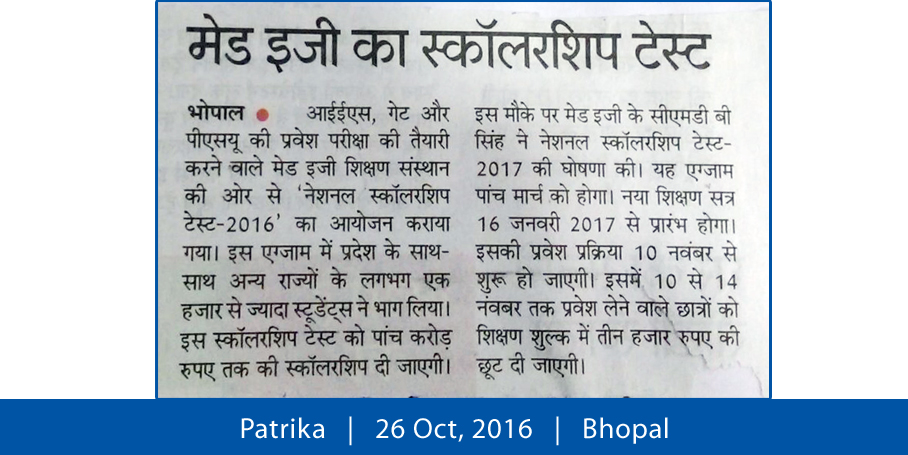 मेड इजी का स्कॉलरशिप टेस्ट
भोपाल ● आईईएस, गेट और
पीएसयू की प्रवेश परीक्षा की तैयारी
करने वाले मेड इजी शिक्षण संस्थान
की ओर से ‘नेशनल स्कॉलरशिप
टेस्ट-2016’ का आयोजन कराया
गया। इस एग्जाम में प्रदेश के साथ-
साथ अन्य राज्यों के लगभग एक
हजार से ज्यादा स्टूडेंट्स ने भाग लिया।
इस स्कॉलरशिप टेस्ट को पांच करोड़
रुपए तक की स्कॉलरशिप दी जाएगी।
इस मौके पर मेड इजी के सीएमडी बी
सिंह ने नेशनल स्कॉलरशिप टेस्ट-
2017 की घोषणा की। यह एग्जाम
पांच मार्च को होगा। नया शिक्षण सत्र
16 जनवरी 2017 से प्रारंभ होगा।
इसकी प्रवेश प्रक्रिया 10 नवंबर से
शुरू हो जाएगी। इसमें 10 से 14
नंवबर तक प्रवेश लेने वाले छात्रों को
शिक्षण शुल्क में तीन हजार रुपए की
छूट दी जाएगी।
Patrika | 26 Oct, 2016 | Bhopal